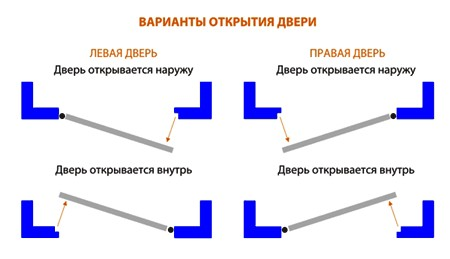 ВАРИАНТЫ ОТКРЫТИЯ ДВЕРИ
ЛЕВАЯ ДВЕРЬ
ПРАВАЯ ДВЕРЬ
Дверь открывается наружу
Дверь открывается наружу
Дверь открывается внутрь
Дверь открывается внутрь